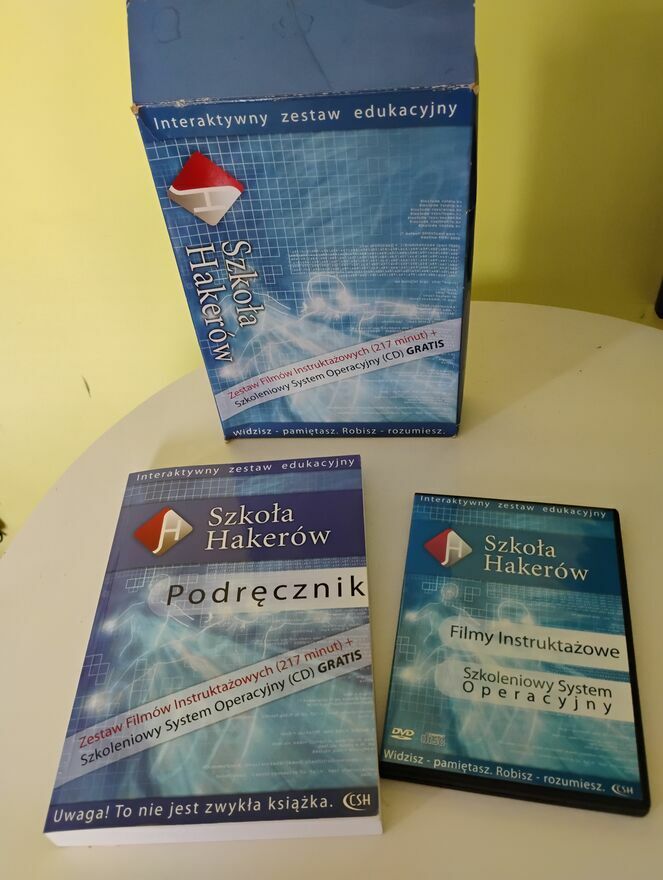 Interaktywny zestaw edukacyjny
Szkoła
Hakerów
Zestaw Filmów Instruktażowych (217 minut) +
Szkoleniowy System Operacyjny (CD) GRATIS
Widzisz - pamiętasz. Robisz - rozumiesz.
Interaktywny zestaw edukacyjny
Szkoła
Hakerów
Podręcznik
Zestaw Filmów Instruktażowych (217 minut) +
Szkoleniowy System Operacyjny (CD) GRATIS
Uwaga! To nie jest zwykła książka.
CSH
Interaktywny zestaw edukacyjny
Szkoła
Hakerów
Filmy Instruktażowe
Szkoleniowy System
Operacyjny
DVD
disc
Widzisz - pamiętasz. Robisz - rozumiesz.
CSH